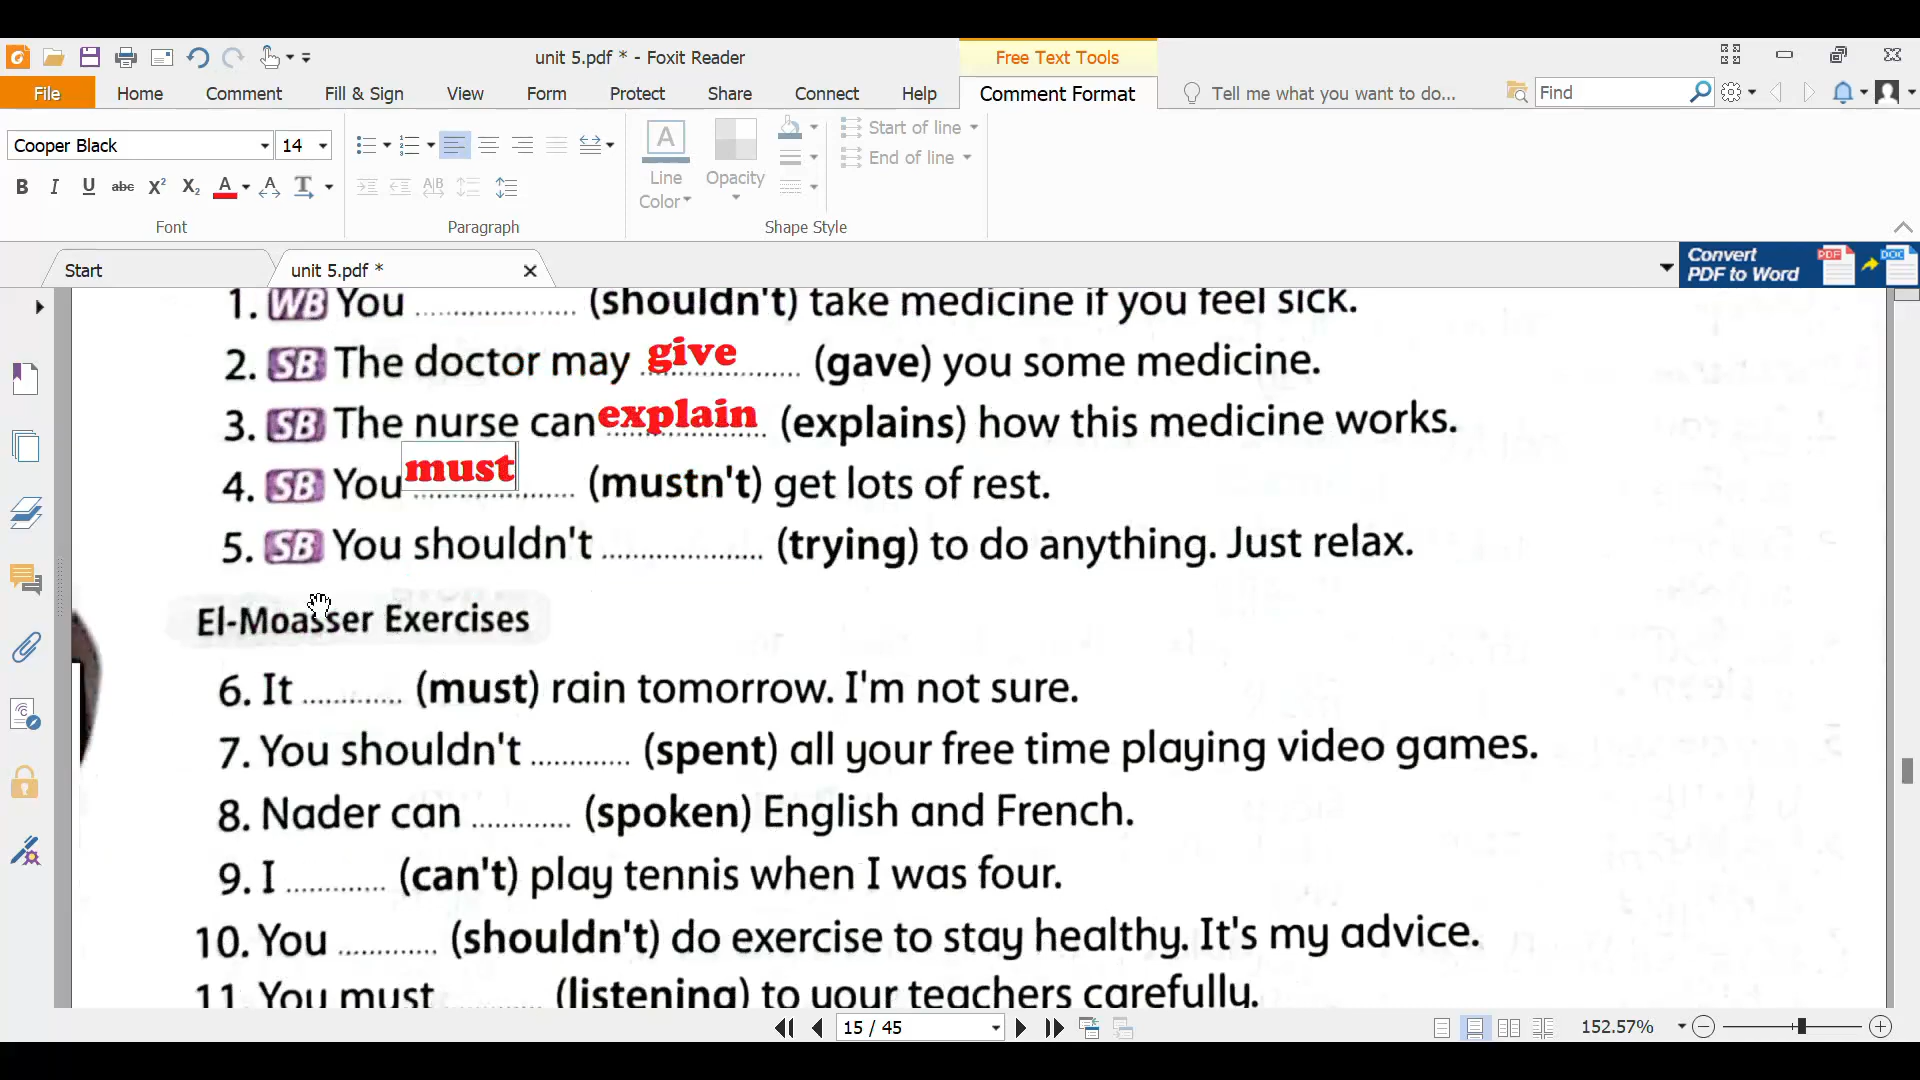 unit 5.pdf * - Foxit Reader
Free Text Tools
File Home Comment Fill & Sign View Form Protect Share Connect Help Comment Format Tell me what you want to do... Find
Cooper Black 14
Start of line
End of line
Line
Color
Opacity
B I U abc X² X₂ A A T
Font Paragraph Shape Style
Start unit 5.pdf *
Convert
PDF to Word
PDF DOC
1. WB You .................... (shouldn't) take medicine if you feel sick.
2. SB The doctor may give .................... (gave) you some medicine.
3. SB The nurse can explain .................... (explains) how this medicine works.
4. SB You must .................... (mustn't) get lots of rest.
5. SB You shouldn't .................... (trying) to do anything. Just relax.
El-Moasser Exercises
6. It ............. (must) rain tomorrow. I'm not sure.
7. You shouldn't ............. (spent) all your free time playing video games.
8. Nader can ............. (spoken) English and French.
9. I ............. (can't) play tennis when I was four.
10. You ............. (shouldn't) do exercise to stay healthy. It's my advice.
11. You must ............. (listening) to your teachers carefully.
15 / 45
152.57%